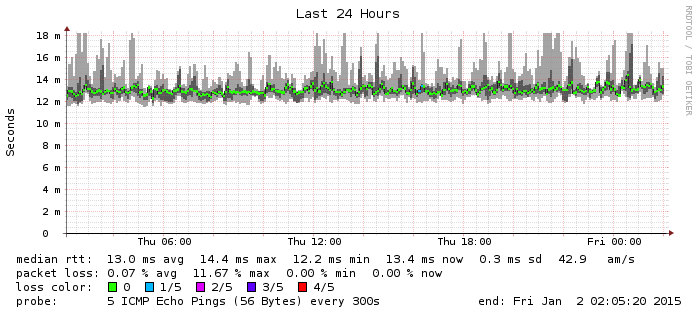 Last 24 Hours
RRDTOOL / TOBI OETIKER
Seconds
18 m
16 m
14 m
12 m
10 m
8 m
6 m
4 m
2 m
0
Thu 06:00 Thu 12:00 Thu 18:00 Fri 00:00
median rtt: 13.0 ms avg 14.4 ms max 12.2 ms min 13.4 ms now 0.3 ms sd 42.9 am/s
packet loss: 0.07 % avg 11.67 % max 0.00 % min 0.00 % now
loss color: 0 1/5 2/5 3/5 4/5
probe: 5 ICMP Echo Pings (56 Bytes) every 300s end: Fri Jan 2 02:05:20 2015